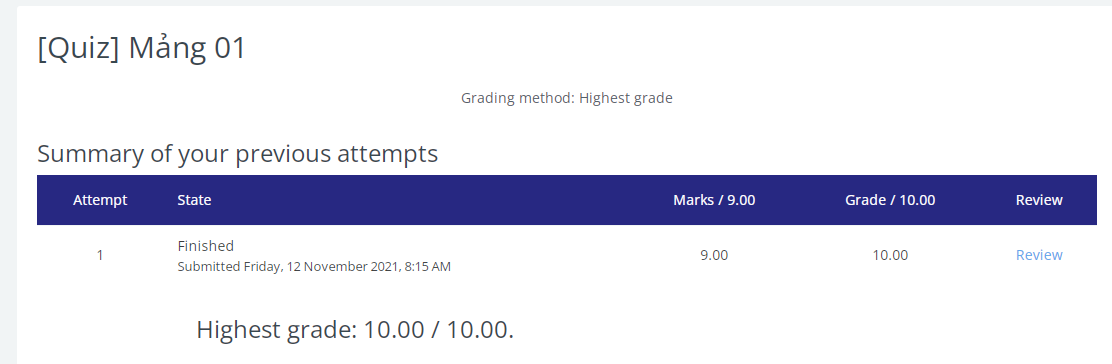 [Quiz] Mảng 01
Grading method: Highest grade
Summary of your previous attempts
Attempt State Marks / 9.00 Grade / 10.00 Review
1 Finished 9.00 10.00 Review
Submitted Friday, 12 November 2021, 8:15 AM
Highest grade: 10.00 / 10.00.